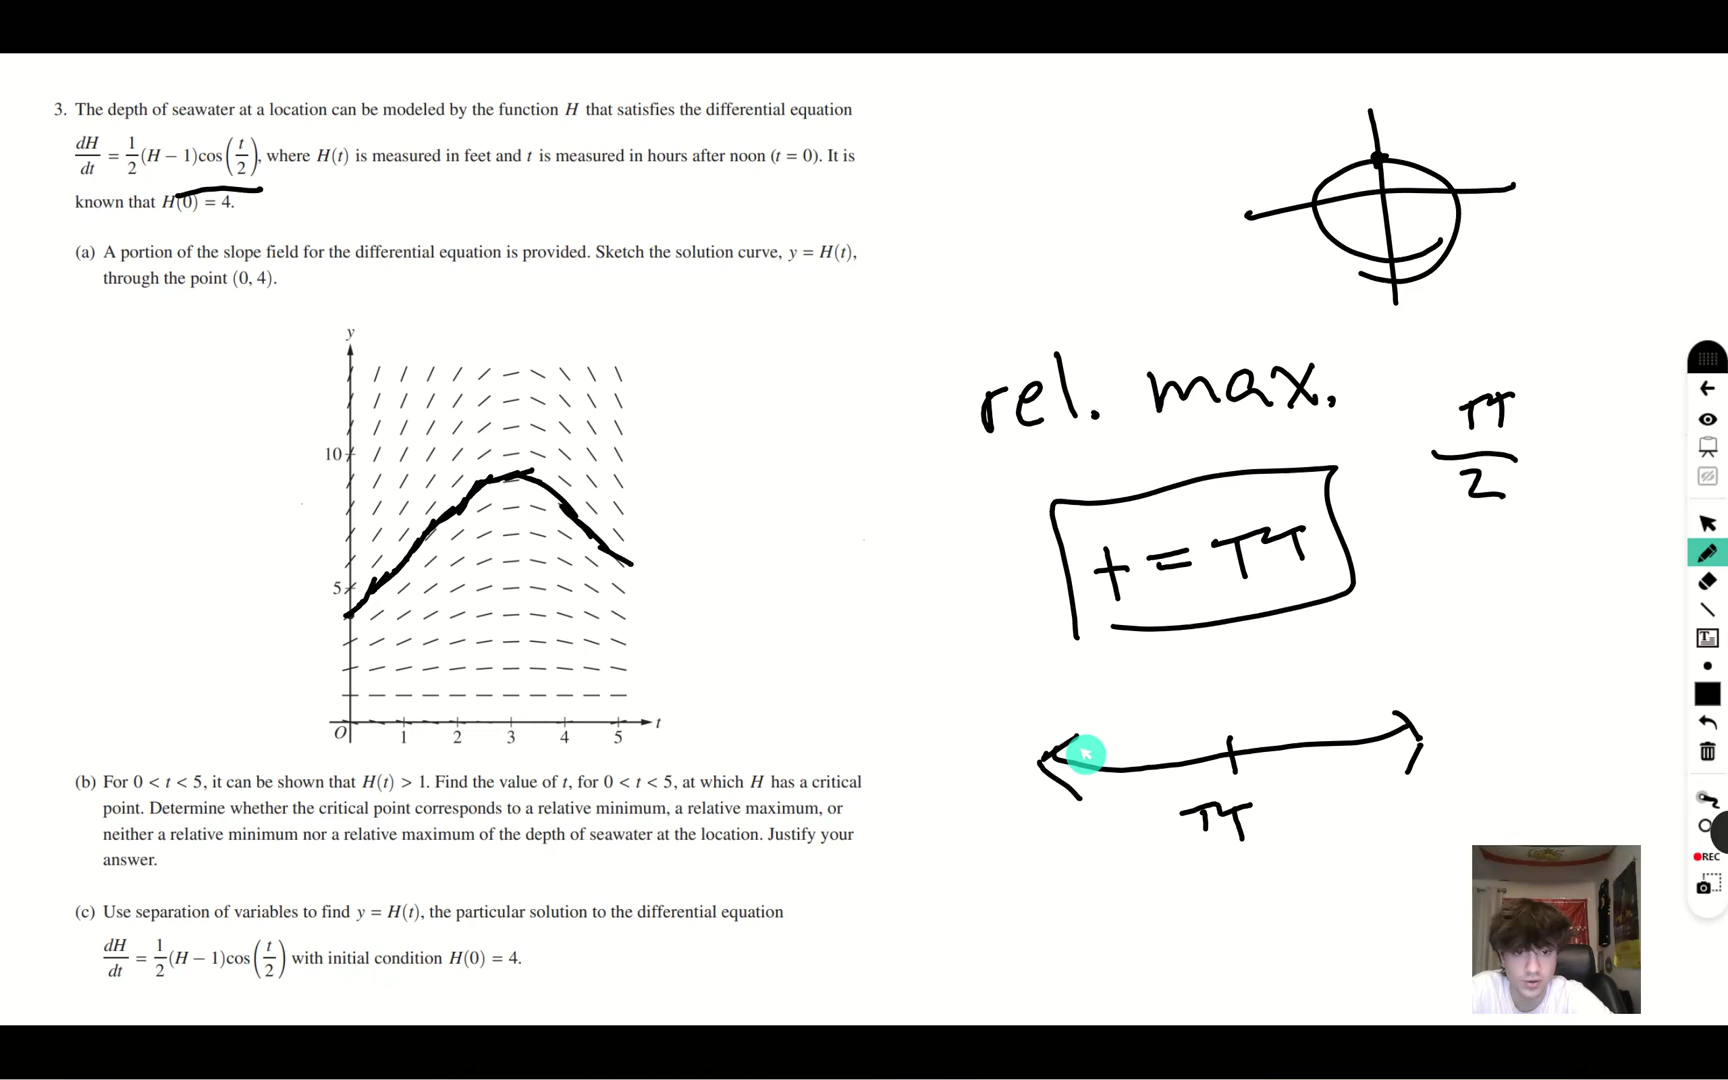 3. The depth of seawater at a location can be modeled by the function H that satisfies the differential equation
dH/dt = 1/2(H − 1)cos(t/2), where H(t) is measured in feet and t is measured in hours after noon (t = 0). It is
known that H(0) = 4.
(a) A portion of the slope field for the differential equation is provided. Sketch the solution curve, y = H(t),
through the point (0, 4).
y
10
5
O
1 2 3 4 5
t
(b) For 0 < t < 5, it can be shown that H(t) > 1. Find the value of t, for 0 < t < 5, at which H has a critical
point. Determine whether the critical point corresponds to a relative minimum, a relative maximum, or
neither a relative minimum nor a relative maximum of the depth of seawater at the location. Justify your
answer.
(c) Use separation of variables to find y = H(t), the particular solution to the differential equation
dH/dt = 1/2(H − 1)cos(t/2) with initial condition H(0) = 4.
rel. max.
π/2
t = π
π
T
REC